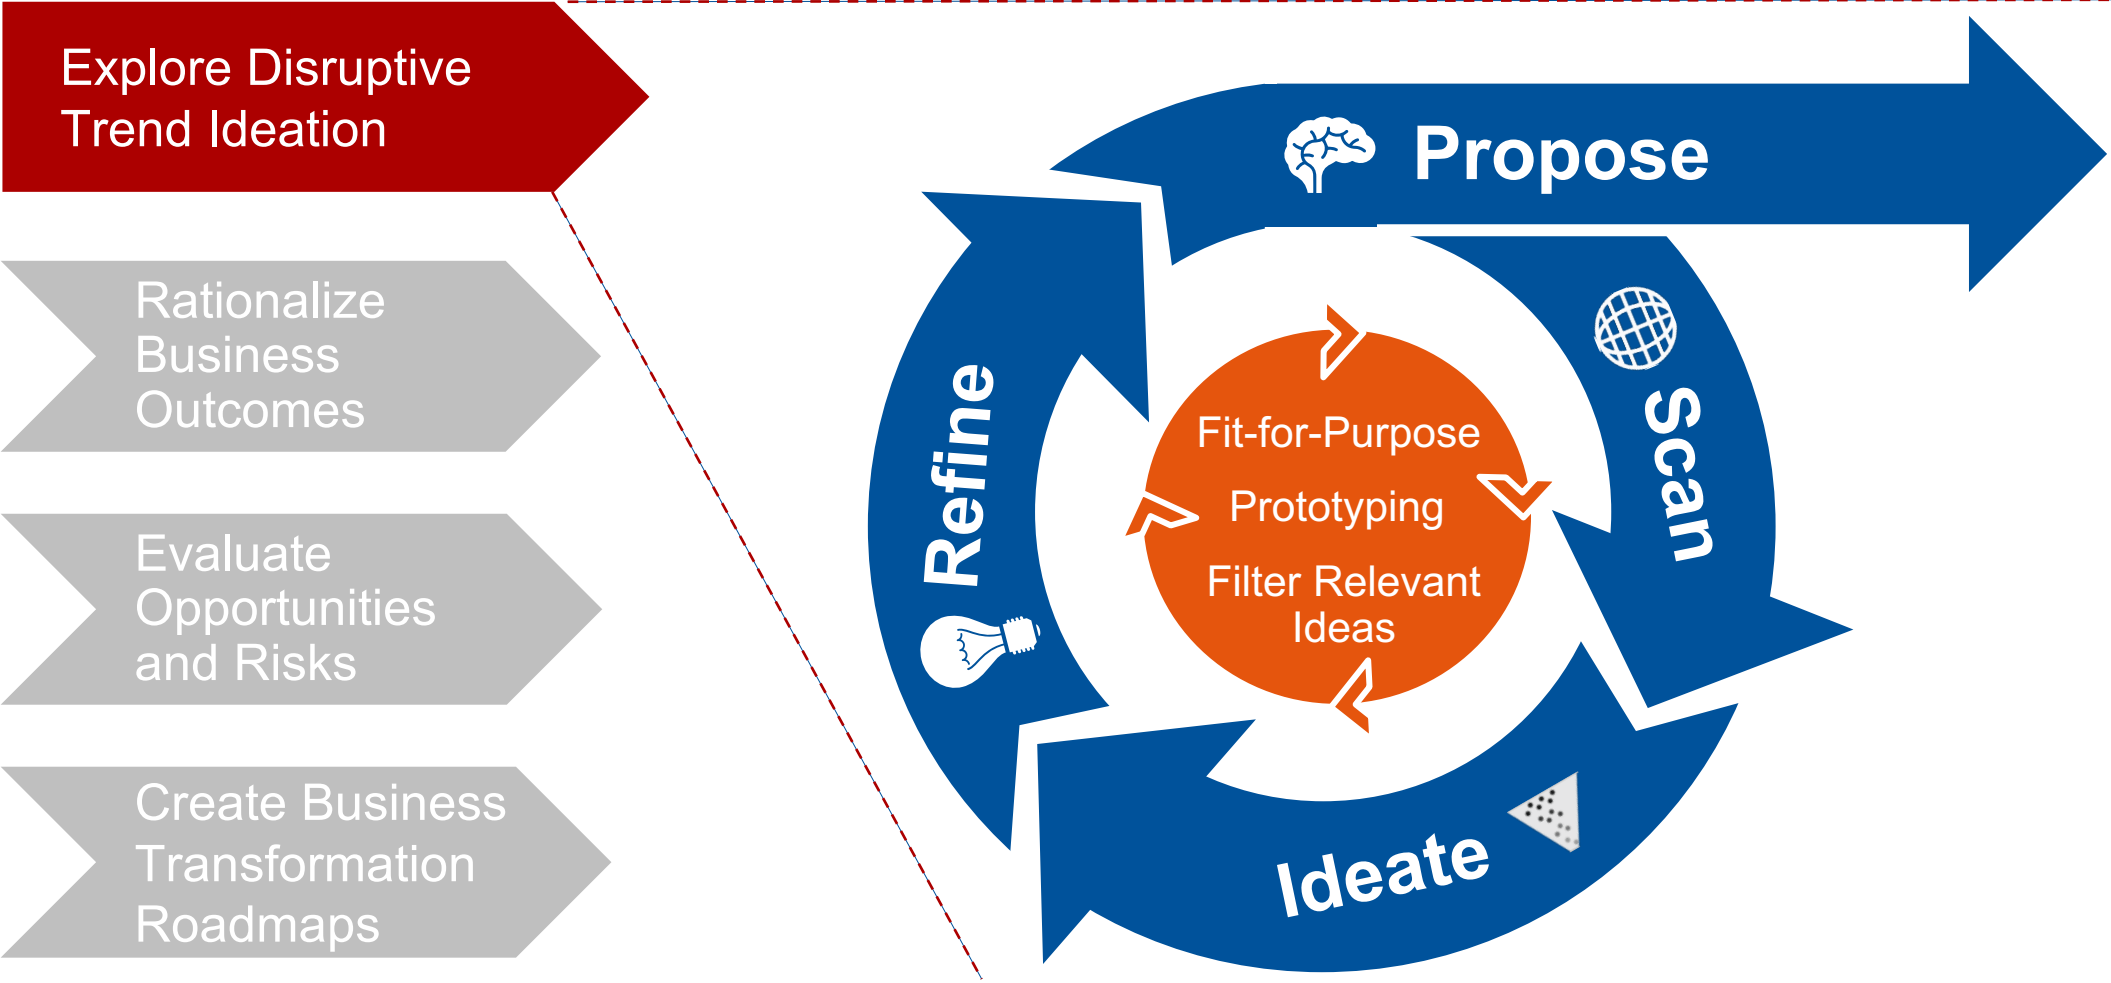 Explore Disruptive
Trend Ideation
Rationalize
Business
Outcomes
Evaluate
Opportunities
and Risks
Create Business
Transformation
Roadmaps
Propose
Scan
Ideate
Refine
Fit-for-Purpose
Prototyping
Filter Relevant
Ideas